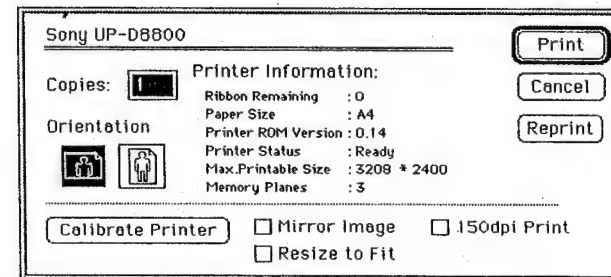 Sony UP-D8800
Print
Copies: 1
Printer Information:
Cancel
Ribbon Remaining : 0
Paper Size : A4
Orientation
Printer ROM Version : 0.14
Reprint
Printer Status : Ready
Max.Printable Size : 3208 * 2400
Memory Planes : 3
Calibrate Printer
Mirror Image
150dpi Print
Resize to Fit